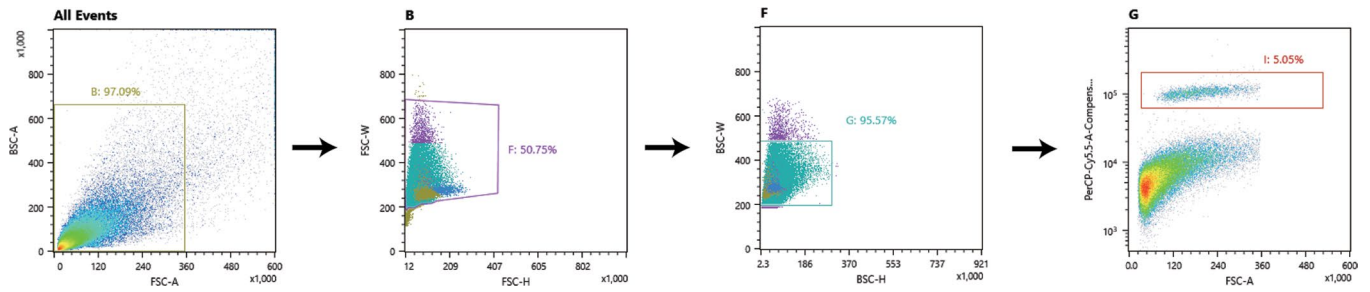 All Events
x1,000
800
600
400
200
0
BSC-A
B: 97.09%
0 120 240 360 480 600
FSC-A x1,000
B
800
600
400
200
0
FSC-W
F: 50.75%
12 209 407 605 802
FSC-H x1,000
F
800
600
400
200
0
BSC-W
G: 95.57%
2.3 186 370 553 737 921
BSC-H x1,000
G
PerCP-Cy5.5-A-Compens...
10⁵
10⁴
10³
I: 5.05%
0.0 120 240 360 480 600
FSC-A x1,000